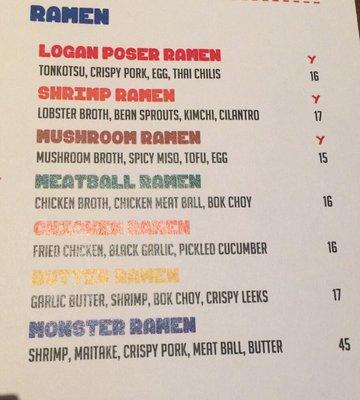 RAMEN
LOGAN POSER RAMEN
TONKOTSU, CRISPY PORK, EGG, THAI CHILIS 16
SHRIMP RAMEN
LOBSTER BROTH, BEAN SPROUTS, KIMCHI, CILANTRO 17
MUSHROOM RAMEN
MUSHROOM BROTH, SPICY MISO, TOFU, EGG 15
MEATBALL RAMEN
CHICKEN BROTH, CHICKEN MEAT BALL, BOK CHOY 16
CHICKEN RAMEN
FRIED CHICKEN, BLACK GARLIC, PICKLED CUCUMBER 16
BUTTER RAMEN
GARLIC BUTTER, SHRIMP, BOK CHOY, CRISPY LEEKS 17
MONSTER RAMEN
SHRIMP, MAITAKE, CRISPY PORK, MEAT BALL, BUTTER 45